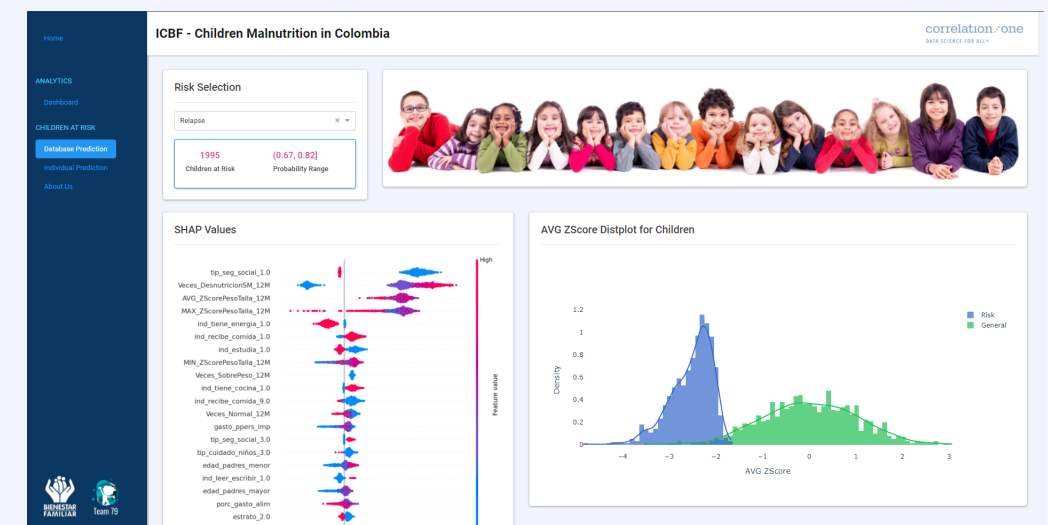 Home
ANALYTICS
Dashboard
CHILDREN AT RISK
Database Prediction
Individual Prediction
About Us
BIENESTAR
FAMILIAR
Team 79
ICBF - Children Malnutrition in Colombia
correlation one
DATA SCIENCE FOR ALL™
Risk Selection
Relapse
1995
(0.67, 0.82]
Children at Risk
Probability Range
SHAP Values
High
tip_seg_social_1.0
Veces_DesnutricionSM_12M
AVG_ZScorePesoTalla_12M
MAX_ZScorePesoTalla_12M
ind_tiene_energia_1.0
ind_recibe_comida_1.0
ind_estudia_1.0
MIN_ZScorePesoTalla_12M
Veces_SobrePeso_12M
ind_tiene_cocina_1.0
ind_recibe_comida_9.0
Veces_Normal_12M
gasto_ppers_imp
tip_seg_social_3.0
tip_cuidado_niños_3.0
edad_padres_menor
ind_leer_escribir_1.0
edad_padres_mayor
porc_gasto_alim
estrato_2.0
Feature value
AVG ZScore Distplot for Children
1.2
1
0.8
0.6
0.4
0.2
0
Density
−4
−3
−2
−1
0
1
2
3
AVG ZScore
Risk
General